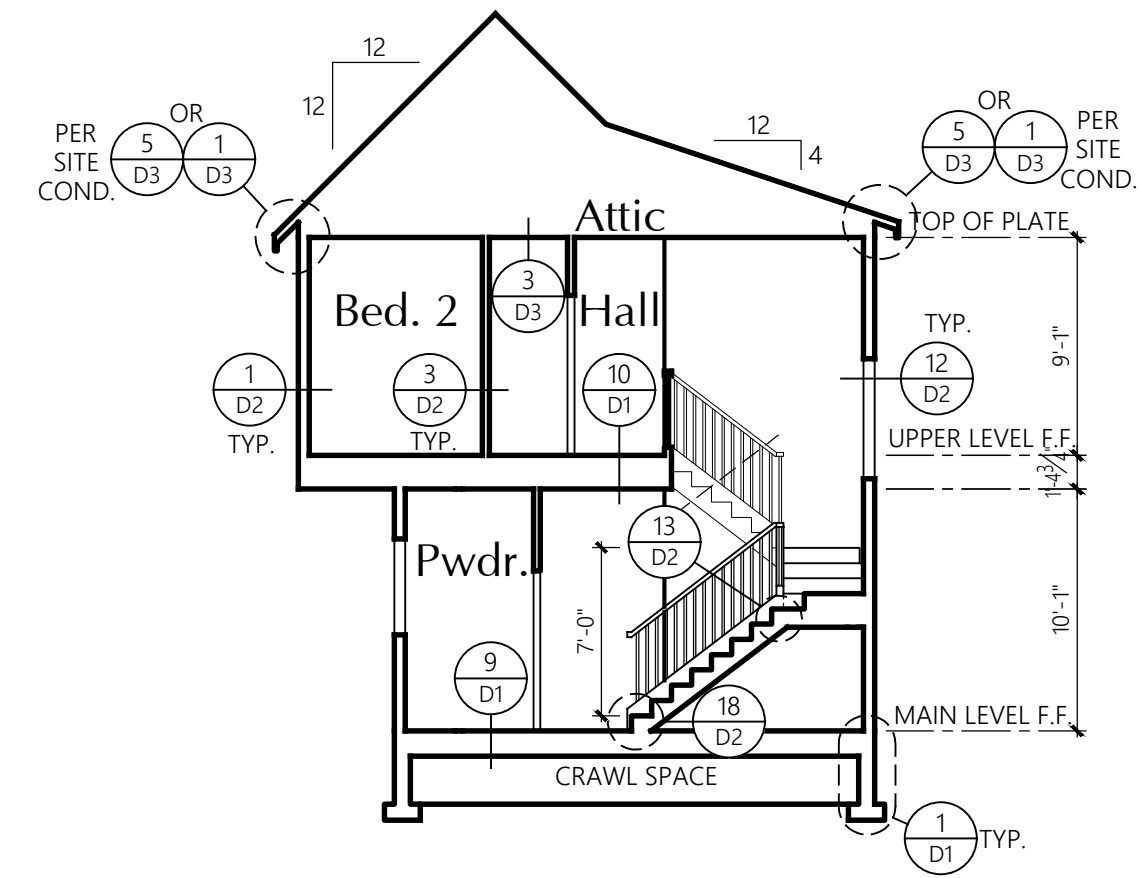 12
12
12
4
OR
PER
SITE
COND.
5
D3
1
D3
OR
5
D3
1
D3
PER
SITE
COND.
Attic
TOP OF PLATE
Bed. 2
3
D3
Hall
9'-1"
TYP.
12
D2
1
D2
TYP.
3
D2
TYP.
10
D1
UPPER LEVEL F.F.
1'-4 3/4"
Pwdr.
13
D2
7'-0"
10'-1"
9
D1
18
D2
MAIN LEVEL F.F.
CRAWL SPACE
1
D1
TYP.